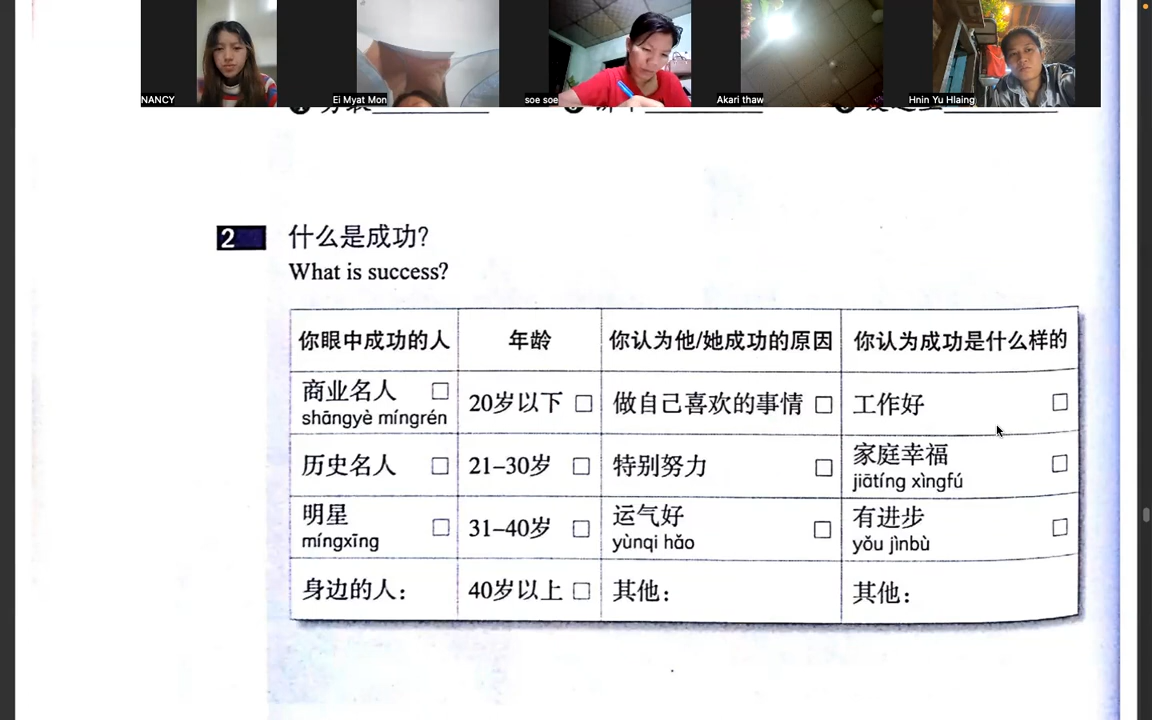 NANCY
Ei Myat Mon
soe soe
Akari thaw
Hnin Yu Hlaing
2 什么是成功?
What is success?
你眼中成功的人 年龄 你认为他/她成功的原因 你认为成功是什么样的
商业名人 □ 20岁以下 □ 做自己喜欢的事情 □ 工作好 □
shāngyè míngrén
历史名人 □ 21–30岁 □ 特别努力 □ 家庭幸福 □
jiātíng xìngfú
明星 □ 31–40岁 □ 运气好 □ 有进步 □
míngxīng yùnqi hǎo yǒu jìnbù
身边的人: 40岁以上 □ 其他: 其他: